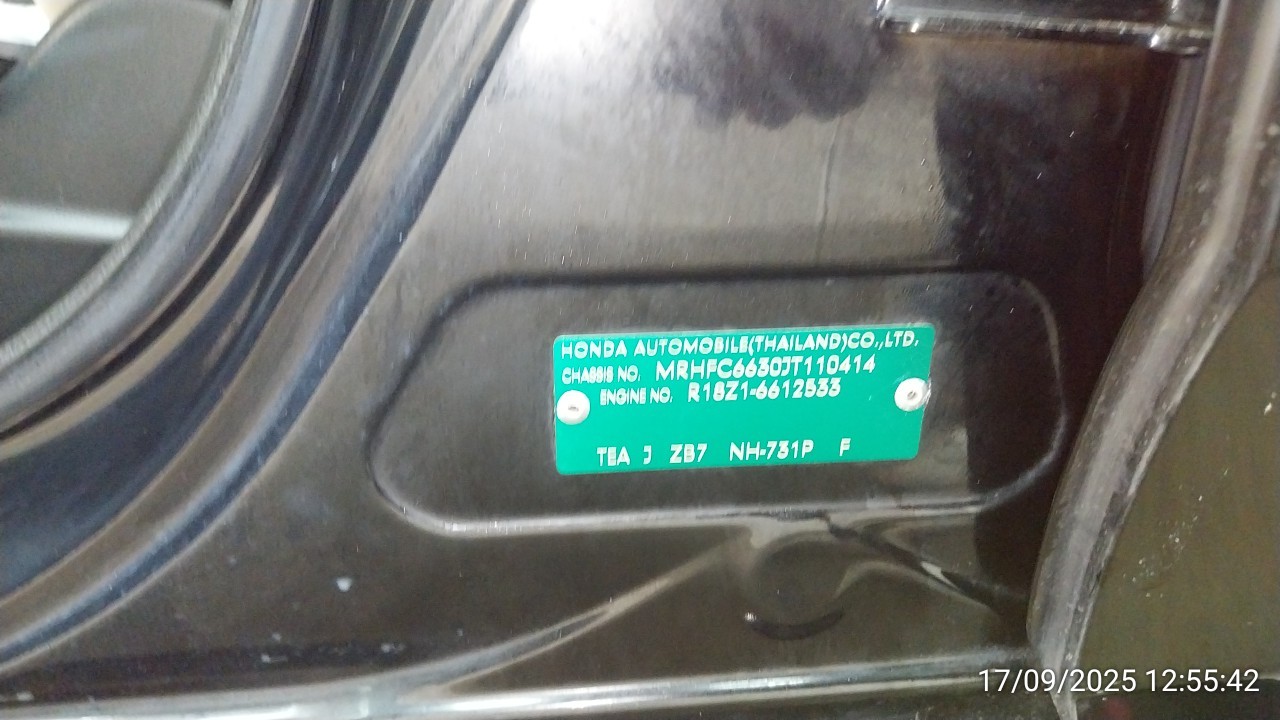 HONDA AUTOMOBILE(THAILAND)CO.,LTD.
CHASSIS NO. MRHFC6630JT110414
ENGINE NO. R18Z1-6612533
TEA J ZB7 NH-731P F
17/09/2025 12:55:42